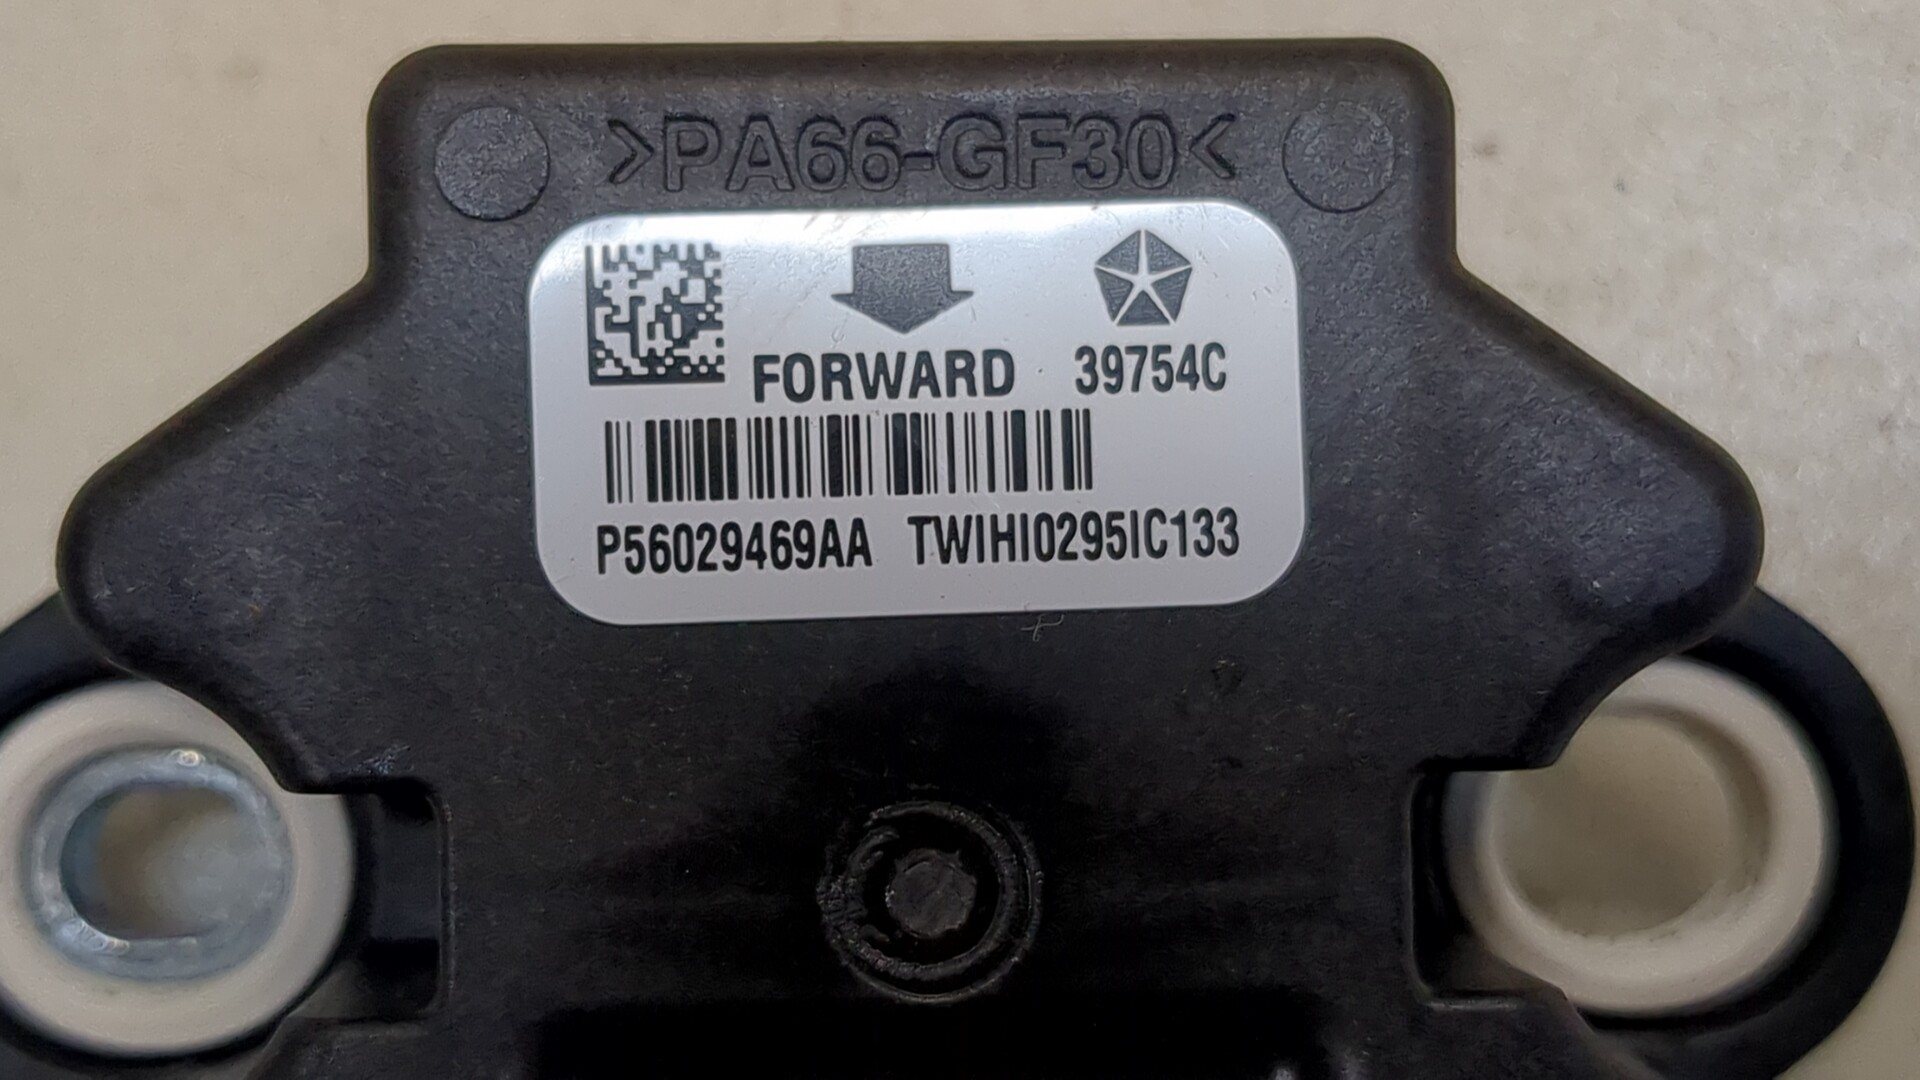 >PA66-GF30<
FORWARD 39754C
P56029469AA TWIHI0295IC133